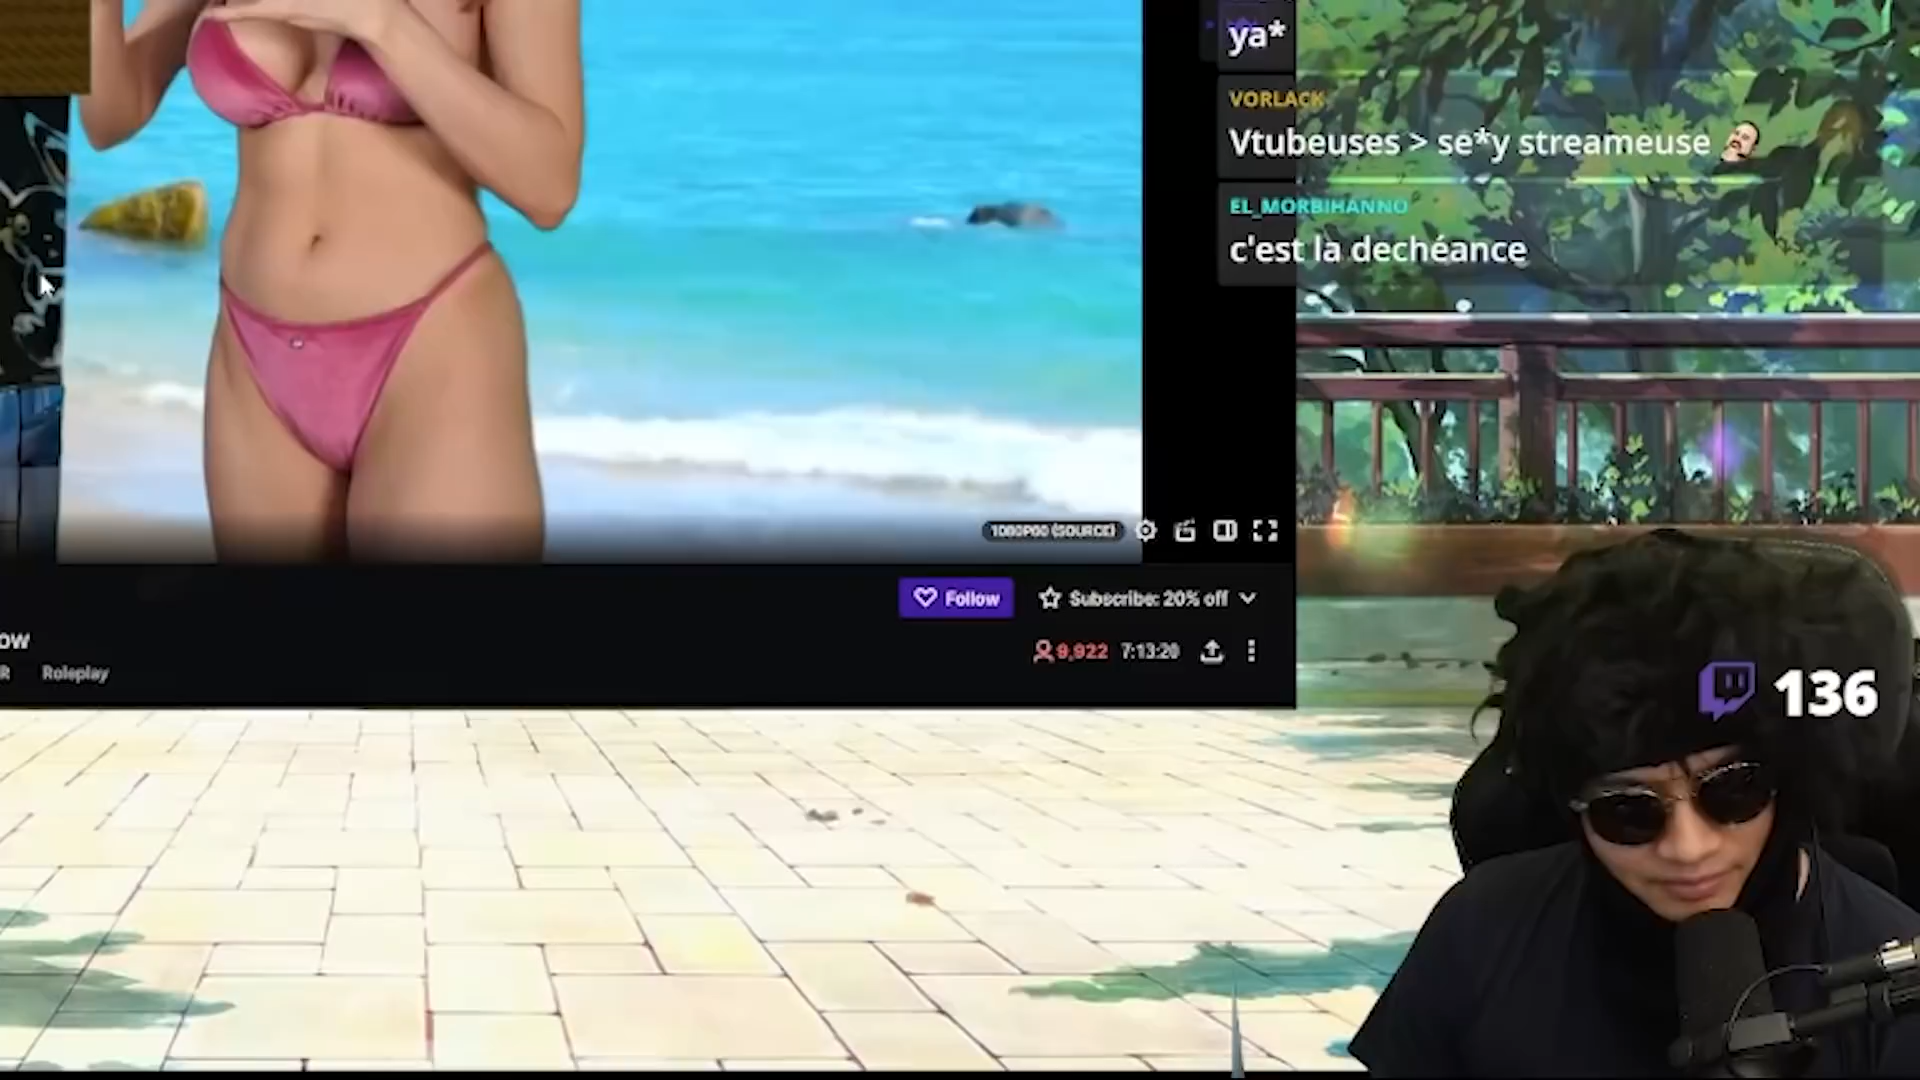 ya*
VORLACK
Vtubeuses > se*y streameuse
EL_MORBIHANNO
c'est la dechéance
1080P60 (SOURCE)
Follow
Subscribe: 20% off
OW
9,922 7:13:20
R Roleplay
136